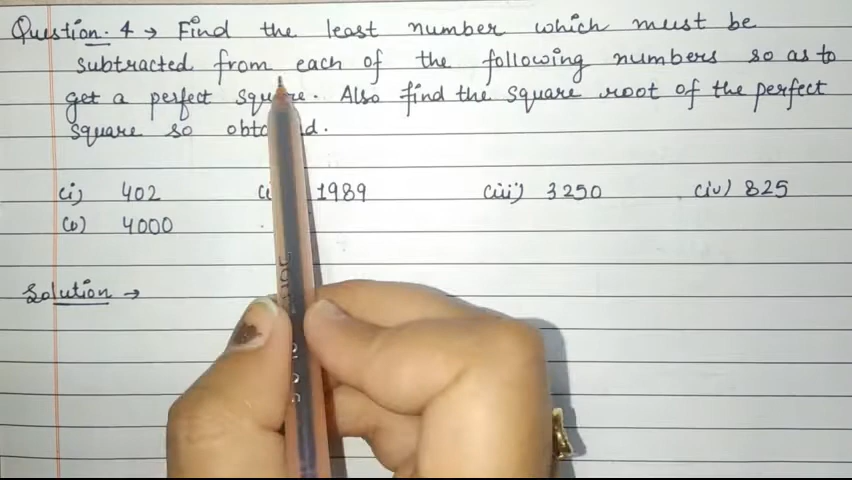 Question. 4 → Find the least number which must be
subtracted from each of the following numbers so as to
get a perfect square. Also find the square root of the perfect
square so obtained.
(i) 402 1989 (iii) 3250 (iv) 825
(v) 4000
Solution →